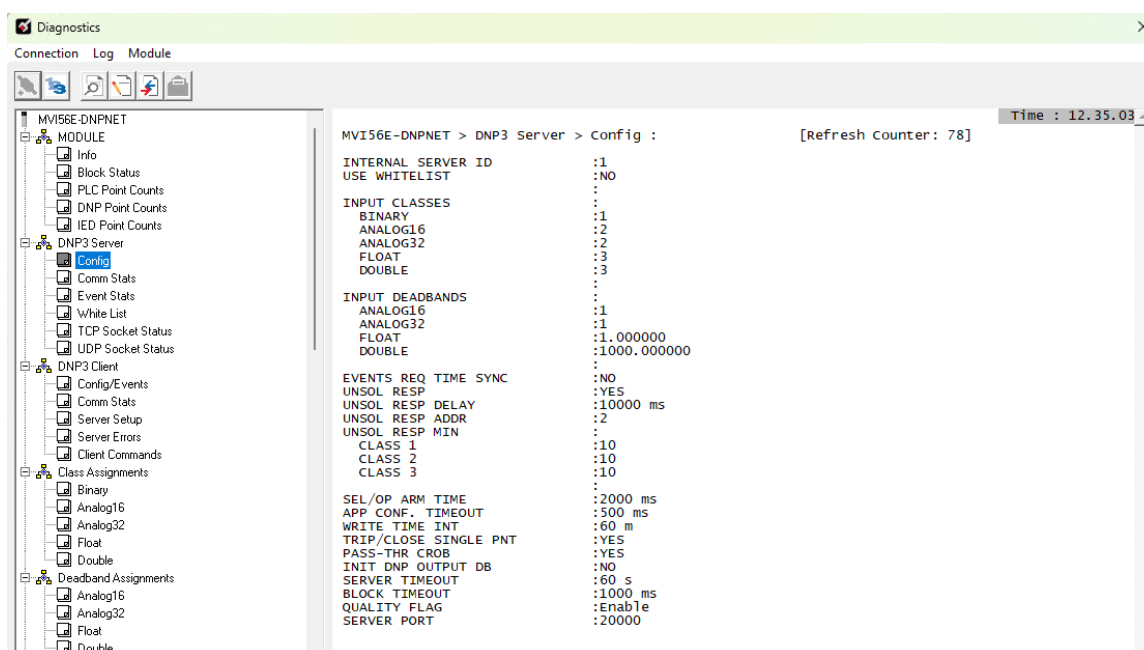 Diagnostics
Connection Log Module
MVI56E-DNPNET
MODULE
Info
Block Status
PLC Point Counts
DNP Point Counts
IED Point Counts
DNP3 Server
Config
Comm Stats
Event Stats
White List
TCP Socket Status
UDP Socket Status
DNP3 Client
Config/Events
Comm Stats
Server Setup
Server Errors
Client Commands
Class Assignments
Binary
Analog16
Analog32
Float
Double
Deadband Assignments
Analog16
Analog32
Float
Double
Time : 12.35.03
MVI56E-DNPNET > DNP3 Server > Config : [Refresh Counter: 78]
INTERNAL SERVER ID :1
USE WHITELIST :NO
:
INPUT CLASSES :
BINARY :1
ANALOG16 :2
ANALOG32 :2
FLOAT :3
DOUBLE :3
:
INPUT DEADBANDS :
ANALOG16 :1
ANALOG32 :1
FLOAT :1.000000
DOUBLE :1000.000000
:
EVENTS REQ TIME SYNC :NO
UNSOL RESP :YES
UNSOL RESP DELAY :10000 ms
UNSOL RESP ADDR :2
UNSOL RESP MIN :
CLASS 1 :10
CLASS 2 :10
CLASS 3 :10
:
SEL/OP ARM TIME :2000 ms
APP CONF. TIMEOUT :500 ms
WRITE TIME INT :60 m
TRIP/CLOSE SINGLE PNT :YES
PASS-THR CROB :YES
INIT DNP OUTPUT DB :NO
SERVER TIMEOUT :60 s
BLOCK TIMEOUT :1000 ms
QUALITY FLAG :Enable
SERVER PORT :20000